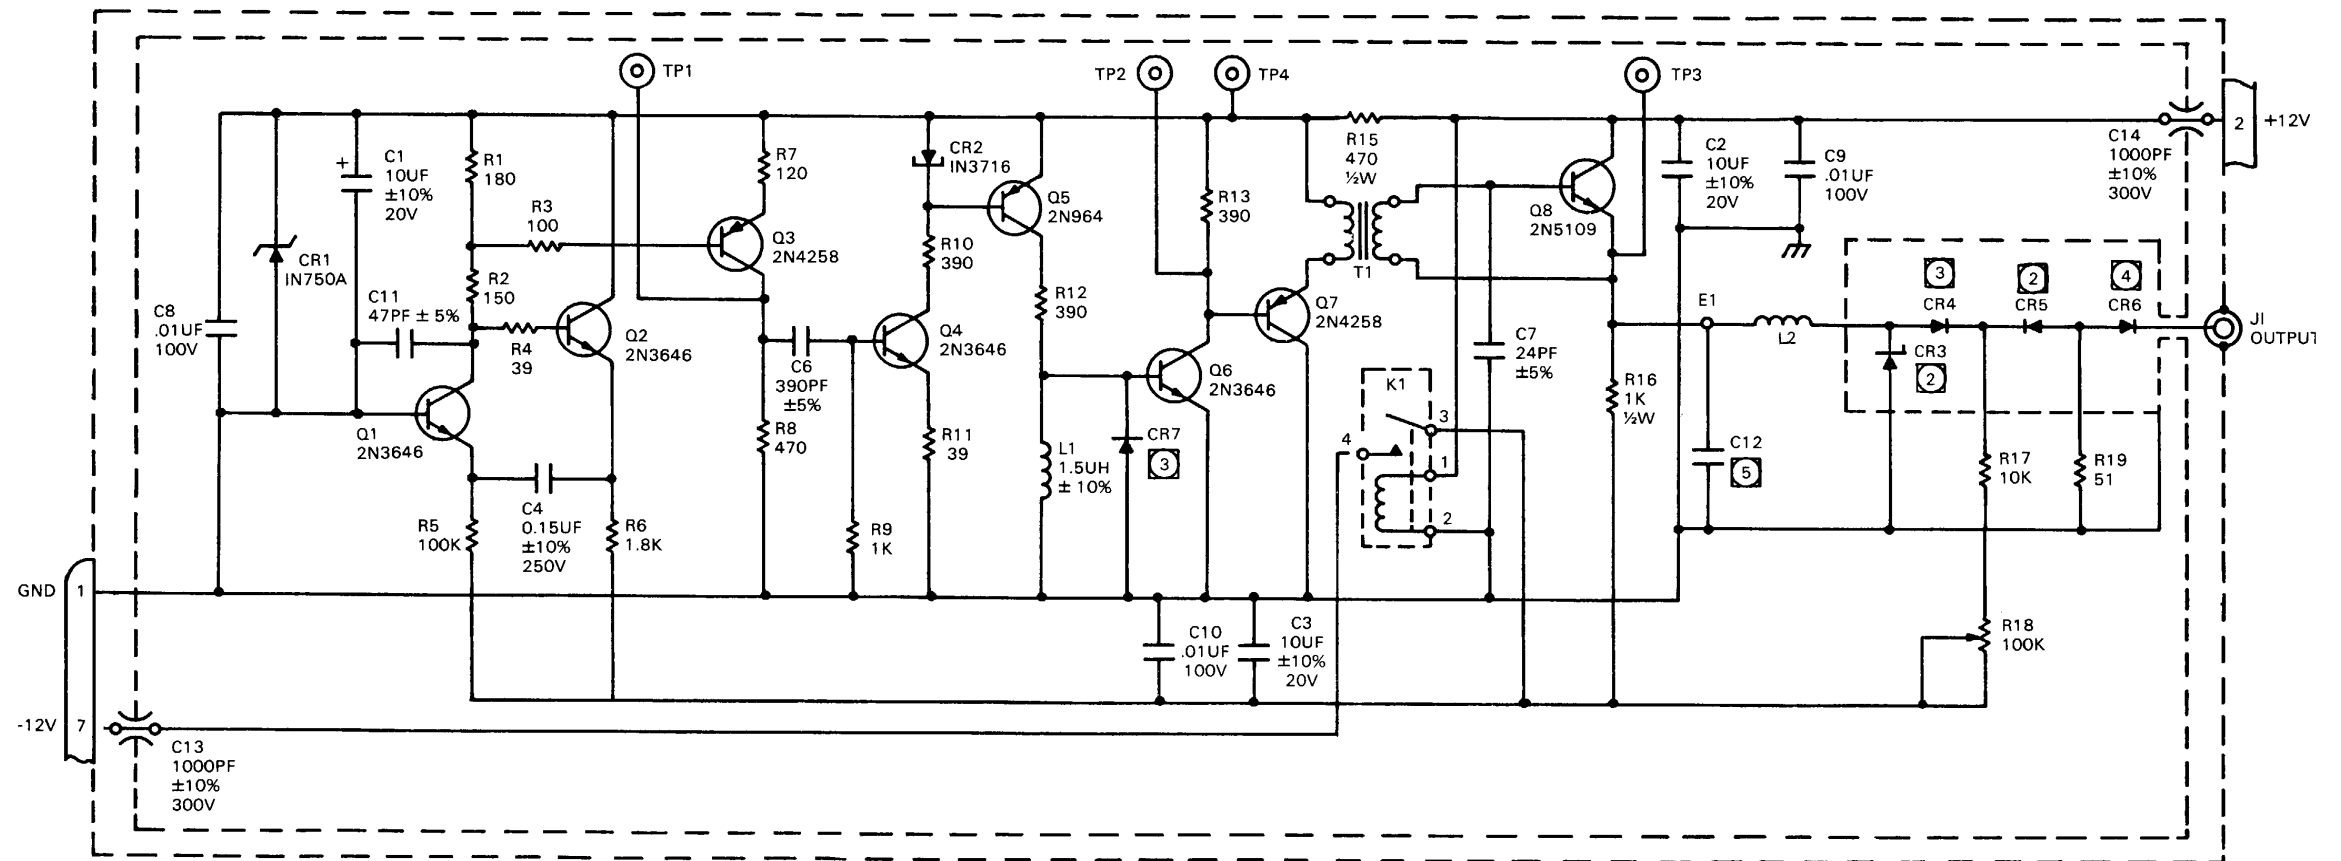 TP1
TP2
TP4
TP3
2
+12V
C14
1000PF
±10%
300V
C1
10UF
±10%
20V
+
R1
180
R3
100
R7
120
CR2
IN3716
Q5
2N964
R13
390
R15
470
½W
C2
10UF
±10%
20V
C9
.01UF
100V
Q8
2N5109
CR1
IN750A
R2
150
Q3
2N4258
R10
390
T1
C8
.01UF
100V
C11
47PF ± 5%
R4
39
Q2
2N3646
R12
390
Q4
2N3646
Q7
2N4258
E1
L2
3
CR4
2
CR5
4
CR6
J1
OUTPUT
CR3
2
C6
390PF
±5%
Q6
2N3646
C7
24PF
±5%
R16
1K
½W
K1
3
4
1
2
Q1
2N3646
R8
470
R11
39
L1
1.5UH
± 10%
CR7
3
C12
5
R17
10K
R19
51
R5
100K
C4
0.15UF
±10%
250V
R6
1.8K
R9
1K
GND
1
C10
.01UF
100V
C3
10UF
±10%
20V
R18
100K
-12V
7
C13
1000PF
±10%
300V